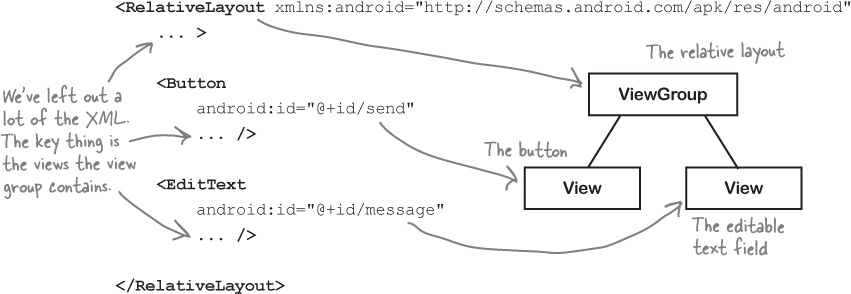 <RelativeLayout xmlns:android="http://schemas.android.com/apk/res/android"
... >
<Button
android:id="@+id/send"
... />
<EditText
android:id="@+id/message"
... />
</RelativeLayout>
We've left out a
lot of the XML.
The key thing is
the views the view
group contains.
The relative layout
ViewGroup
The button
View
View
The editable
text field